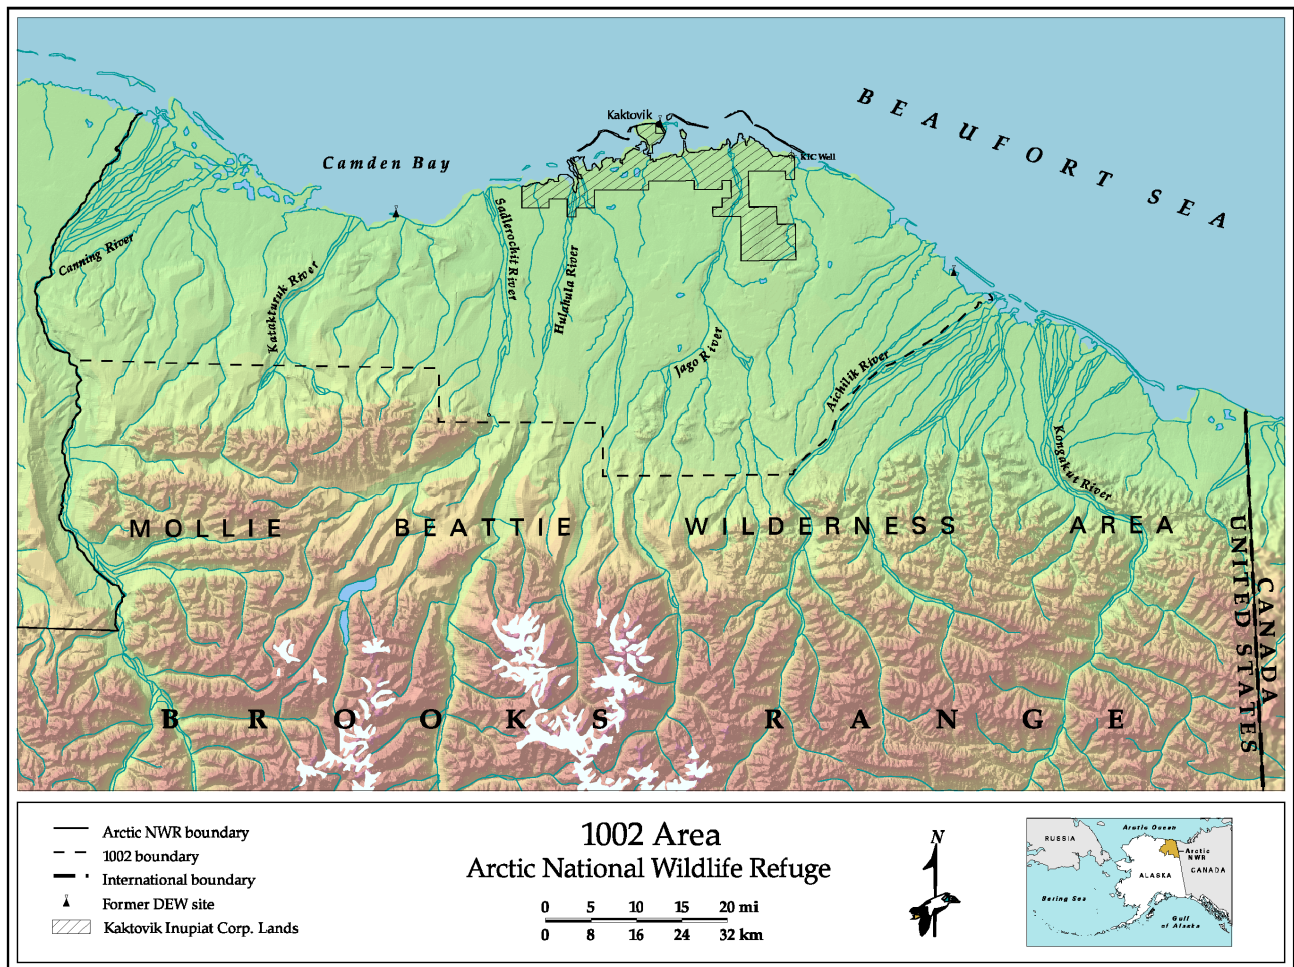 BEAUFORT SEA
Kaktovik
KIC Well
Camden Bay
Canning River
Katakturuk River
Sadlerochit River
Hulahula River
Jago River
Aichilik River
Kongakut River
MOLLIE BEATTIE WILDERNESS AREA
BROOKS RANGE
UNITED STATES
CANADA
Arctic NWR boundary
1002 boundary
International boundary
Former DEW site
Kaktovik Inupiat Corp. Lands
1002 Area
Arctic National Wildlife Refuge
0 5 10 15 20 mi
0 8 16 24 32 km
N
Arctic Ocean
RUSSIA
Arctic
NWR
ALASKA
CANADA
Bering Sea
Gulf
of Alaska